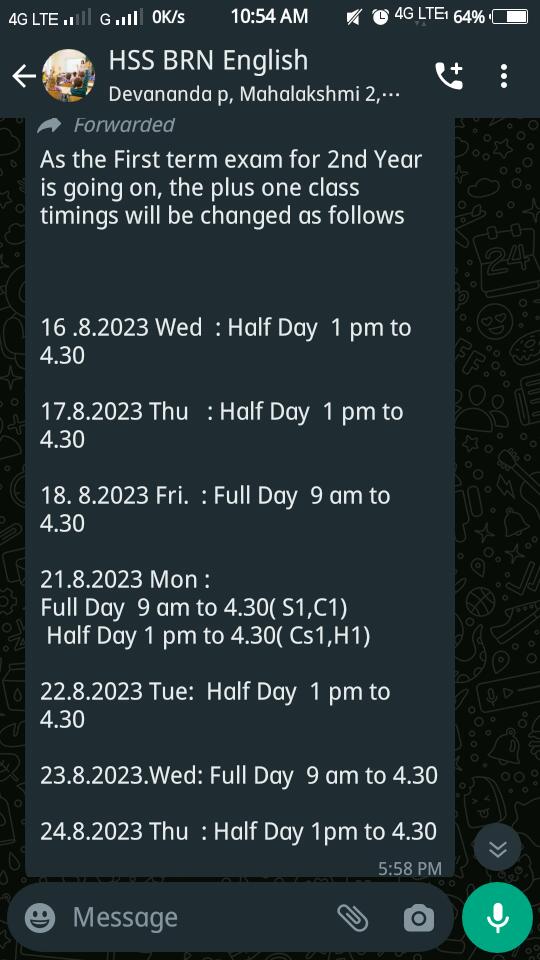 4G LTE G 0K/s 10:54 AM 4G LTE 64%
HSS BRN English
Devananda p, Mahalakshmi 2,...
Forwarded
As the First term exam for 2nd Year
is going on, the plus one class
timings will be changed as follows
16 .8.2023 Wed : Half Day 1 pm to
4.30
17.8.2023 Thu : Half Day 1 pm to
4.30
18. 8.2023 Fri. : Full Day 9 am to
4.30
21.8.2023 Mon :
Full Day 9 am to 4.30( S1,C1)
Half Day 1 pm to 4.30( Cs1,H1)
22.8.2023 Tue: Half Day 1 pm to
4.30
23.8.2023.Wed: Full Day 9 am to 4.30
24.8.2023 Thu : Half Day 1pm to 4.30
5:58 PM
Message